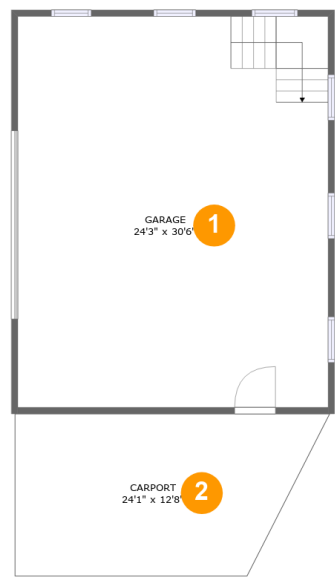 GARAGE
24'3" x 30'6"
1
CARPORT
24'1" x 12'8"
2